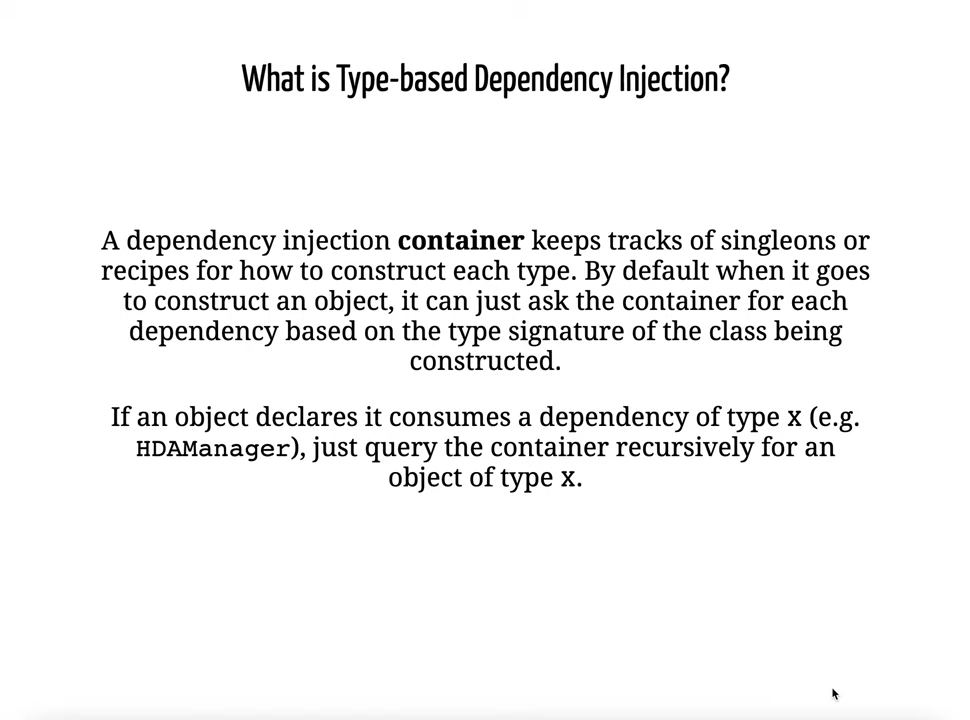 What is Type-based Dependency Injection?
A dependency injection container keeps tracks of singleons or
recipes for how to construct each type. By default when it goes
to construct an object, it can just ask the container for each
dependency based on the type signature of the class being
constructed.
If an object declares it consumes a dependency of type x (e.g.
HDAManager), just query the container recursively for an
object of type x.